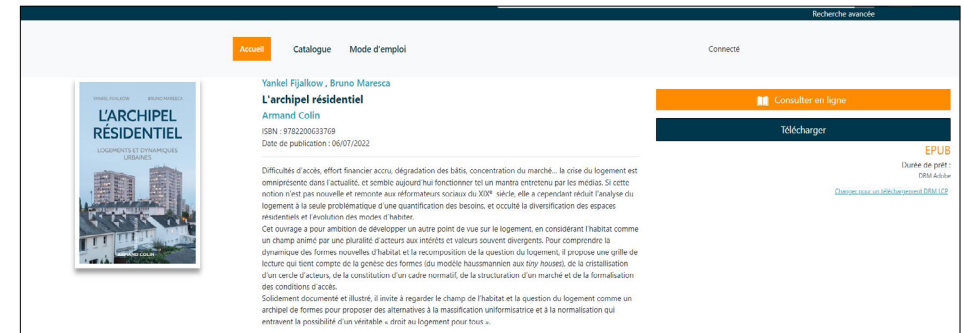 Recherche avancée
Accueil
Catalogue
Mode d'emploi
Connecté
YANKEL FIJALKOW BRUNO MARESCA
L'ARCHIPEL
RÉSIDENTIEL
LOGEMENTS ET DYNAMIQUES
URBAINES
ARMAND COLIN
Yankel Fijalkow , Bruno Maresca
L'archipel résidentiel
Armand Colin
ISBN : 9782200633769
Date de publication : 06/07/2022
Difficultés d'accès, effort financier accru, dégradation des bâtis, concentration du marché... la crise du logement est
omniprésente dans l'actualité, et semble aujourd'hui fonctionner tel un mantra entretenu par les médias. Si cette
notion n'est pas nouvelle et remonte aux réformateurs sociaux du XIXe siècle, elle a cependant réduit l'analyse du
logement à la seule problématique d'une quantification des besoins, et occulté la diversification des espaces
résidentiels et l'évolution des modes d'habiter.
Cet ouvrage a pour ambition de développer un autre point de vue sur le logement, en considérant l'habitat comme
un champ animé par une pluralité d'acteurs aux intérêts et valeurs souvent divergents. Pour comprendre la
dynamique des formes nouvelles d'habitat et la recomposition de la question du logement, il propose une grille de
lecture qui tient compte de la genèse des formes (du modèle haussmannien aux tiny houses), de la cristallisation
d'un cercle d'acteurs, de la constitution d'un cadre normatif, de la structuration d'un marché et de la formalisation
des conditions d'accès.
Solidement documenté et illustré, il invite à regarder le champ de l'habitat et la question du logement comme un
archipel de formes pour proposer des alternatives à la massification uniformisatrice et à la normalisation qui
entravent la possibilité d'un véritable « droit au logement pour tous ».
Consulter en ligne
Télécharger
EPUB
Durée de prêt :
DRM Adobe
Changer pour un téléchargement DRM LCP